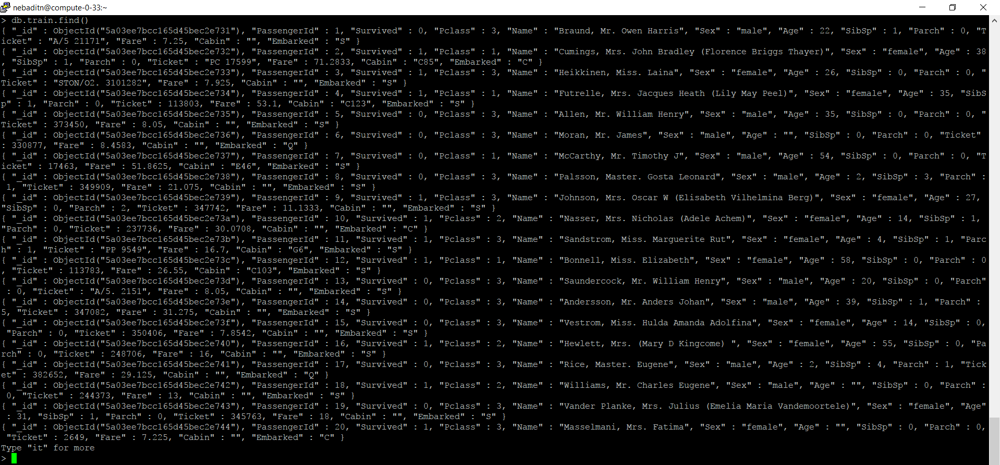 nebaditn@compute-0-33:~
> db.train.find()
{ "_id" : ObjectId("5a03ee7bcc165d45bec2e731"), "PassengerId" : 1, "Survived" : 0, "Pclass" : 3, "Name" : "Braund, Mr. Owen Harris", "Sex" : "male", "Age" : 22, "SibSp" : 1, "Parch" : 0, "T
icket" : "A/5 21171", "Fare" : 7.25, "Cabin" : "", "Embarked" : "S" }
{ "_id" : ObjectId("5a03ee7bcc165d45bec2e732"), "PassengerId" : 2, "Survived" : 1, "Pclass" : 1, "Name" : "Cumings, Mrs. John Bradley (Florence Briggs Thayer)", "Sex" : "female", "Age" : 38
, "SibSp" : 1, "Parch" : 0, "Ticket" : "PC 17599", "Fare" : 71.2833, "Cabin" : "C85", "Embarked" : "C" }
{ "_id" : ObjectId("5a03ee7bcc165d45bec2e733"), "PassengerId" : 3, "Survived" : 1, "Pclass" : 3, "Name" : "Heikkinen, Miss. Laina", "Sex" : "female", "Age" : 26, "SibSp" : 0, "Parch" : 0, "
Ticket" : "STON/O2. 3101282", "Fare" : 7.925, "Cabin" : "", "Embarked" : "S" }
{ "_id" : ObjectId("5a03ee7bcc165d45bec2e734"), "PassengerId" : 4, "Survived" : 1, "Pclass" : 1, "Name" : "Futrelle, Mrs. Jacques Heath (Lily May Peel)", "Sex" : "female", "Age" : 35, "SibS
p" : 1, "Parch" : 0, "Ticket" : 113803, "Fare" : 53.1, "Cabin" : "C123", "Embarked" : "S" }
{ "_id" : ObjectId("5a03ee7bcc165d45bec2e735"), "PassengerId" : 5, "Survived" : 0, "Pclass" : 3, "Name" : "Allen, Mr. William Henry", "Sex" : "male", "Age" : 35, "SibSp" : 0, "Parch" : 0, "
Ticket" : 373450, "Fare" : 8.05, "Cabin" : "", "Embarked" : "S" }
{ "_id" : ObjectId("5a03ee7bcc165d45bec2e736"), "PassengerId" : 6, "Survived" : 0, "Pclass" : 3, "Name" : "Moran, Mr. James", "Sex" : "male", "Age" : "", "SibSp" : 0, "Parch" : 0, "Ticket"
: 330877, "Fare" : 8.4583, "Cabin" : "", "Embarked" : "Q" }
{ "_id" : ObjectId("5a03ee7bcc165d45bec2e737"), "PassengerId" : 7, "Survived" : 0, "Pclass" : 1, "Name" : "McCarthy, Mr. Timothy J", "Sex" : "male", "Age" : 54, "SibSp" : 0, "Parch" : 0, "T
icket" : 17463, "Fare" : 51.8625, "Cabin" : "E46", "Embarked" : "S" }
{ "_id" : ObjectId("5a03ee7bcc165d45bec2e738"), "PassengerId" : 8, "Survived" : 0, "Pclass" : 3, "Name" : "Palsson, Master. Gosta Leonard", "Sex" : "male", "Age" : 2, "SibSp" : 3, "Parch" :
 1, "Ticket" : 349909, "Fare" : 21.075, "Cabin" : "", "Embarked" : "S" }
{ "_id" : ObjectId("5a03ee7bcc165d45bec2e739"), "PassengerId" : 9, "Survived" : 1, "Pclass" : 3, "Name" : "Johnson, Mrs. Oscar W (Elisabeth Vilhelmina Berg)", "Sex" : "female", "Age" : 27,
"SibSp" : 0, "Parch" : 2, "Ticket" : 347742, "Fare" : 11.1333, "Cabin" : "", "Embarked" : "S" }
{ "_id" : ObjectId("5a03ee7bcc165d45bec2e73a"), "PassengerId" : 10, "Survived" : 1, "Pclass" : 2, "Name" : "Nasser, Mrs. Nicholas (Adele Achem)", "Sex" : "female", "Age" : 14, "SibSp" : 1,
"Parch" : 0, "Ticket" : 237736, "Fare" : 30.0708, "Cabin" : "", "Embarked" : "C" }
{ "_id" : ObjectId("5a03ee7bcc165d45bec2e73b"), "PassengerId" : 11, "Survived" : 1, "Pclass" : 3, "Name" : "Sandstrom, Miss. Marguerite Rut", "Sex" : "female", "Age" : 4, "SibSp" : 1, "Parc
h" : 1, "Ticket" : "PP 9549", "Fare" : 16.7, "Cabin" : "G6", "Embarked" : "S" }
{ "_id" : ObjectId("5a03ee7bcc165d45bec2e73c"), "PassengerId" : 12, "Survived" : 1, "Pclass" : 1, "Name" : "Bonnell, Miss. Elizabeth", "Sex" : "female", "Age" : 58, "SibSp" : 0, "Parch" : 0
, "Ticket" : 113783, "Fare" : 26.55, "Cabin" : "C103", "Embarked" : "S" }
{ "_id" : ObjectId("5a03ee7bcc165d45bec2e73d"), "PassengerId" : 13, "Survived" : 0, "Pclass" : 3, "Name" : "Saundercock, Mr. William Henry", "Sex" : "male", "Age" : 20, "SibSp" : 0, "Parch"
 : 0, "Ticket" : "A/5. 2151", "Fare" : 8.05, "Cabin" : "", "Embarked" : "S" }
{ "_id" : ObjectId("5a03ee7bcc165d45bec2e73e"), "PassengerId" : 14, "Survived" : 0, "Pclass" : 3, "Name" : "Andersson, Mr. Anders Johan", "Sex" : "male", "Age" : 39, "SibSp" : 1, "Parch" :
5, "Ticket" : 347082, "Fare" : 31.275, "Cabin" : "", "Embarked" : "S" }
{ "_id" : ObjectId("5a03ee7bcc165d45bec2e73f"), "PassengerId" : 15, "Survived" : 0, "Pclass" : 3, "Name" : "Vestrom, Miss. Hulda Amanda Adolfina", "Sex" : "female", "Age" : 14, "SibSp" : 0,
 "Parch" : 0, "Ticket" : 350406, "Fare" : 7.8542, "Cabin" : "", "Embarked" : "S" }
{ "_id" : ObjectId("5a03ee7bcc165d45bec2e740"), "PassengerId" : 16, "Survived" : 1, "Pclass" : 2, "Name" : "Hewlett, Mrs. (Mary D Kingcome) ", "Sex" : "female", "Age" : 55, "SibSp" : 0, "Pa
rch" : 0, "Ticket" : 248706, "Fare" : 16, "Cabin" : "", "Embarked" : "S" }
{ "_id" : ObjectId("5a03ee7bcc165d45bec2e741"), "PassengerId" : 17, "Survived" : 0, "Pclass" : 3, "Name" : "Rice, Master. Eugene", "Sex" : "male", "Age" : 2, "SibSp" : 4, "Parch" : 1, "Tick
et" : 382652, "Fare" : 29.125, "Cabin" : "", "Embarked" : "Q" }
{ "_id" : ObjectId("5a03ee7bcc165d45bec2e742"), "PassengerId" : 18, "Survived" : 1, "Pclass" : 2, "Name" : "Williams, Mr. Charles Eugene", "Sex" : "male", "Age" : "", "SibSp" : 0, "Parch" :
 0, "Ticket" : 244373, "Fare" : 13, "Cabin" : "", "Embarked" : "S" }
{ "_id" : ObjectId("5a03ee7bcc165d45bec2e743"), "PassengerId" : 19, "Survived" : 0, "Pclass" : 3, "Name" : "Vander Planke, Mrs. Julius (Emelia Maria Vandemoortele)", "Sex" : "female", "Age"
 : 31, "SibSp" : 1, "Parch" : 0, "Ticket" : 345763, "Fare" : 18, "Cabin" : "", "Embarked" : "S" }
{ "_id" : ObjectId("5a03ee7bcc165d45bec2e744"), "PassengerId" : 20, "Survived" : 1, "Pclass" : 3, "Name" : "Masselmani, Mrs. Fatima", "Sex" : "female", "Age" : "", "SibSp" : 0, "Parch" : 0,
 "Ticket" : 2649, "Fare" : 7.225, "Cabin" : "", "Embarked" : "C" }
Type "it" for more
>